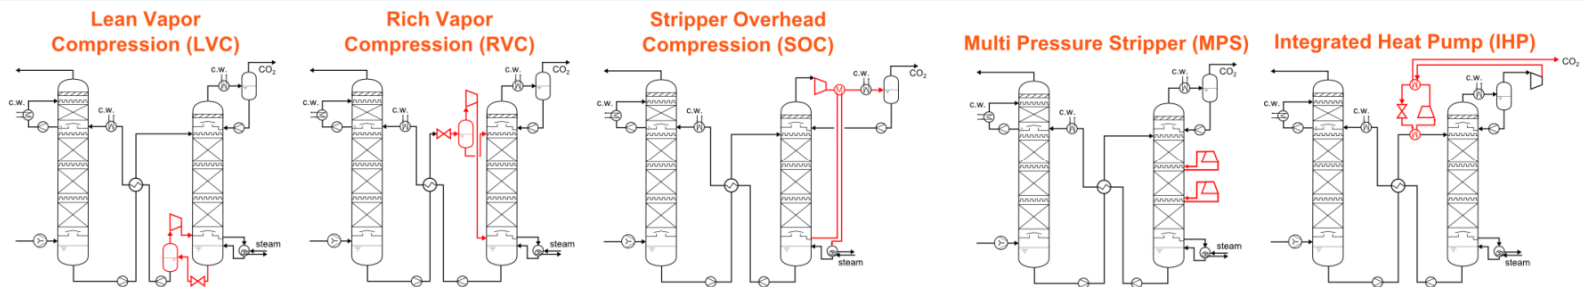 Lean Vapor
Compression (LVC)
c.w.
CO₂
c.w.
c.w.
steam
Rich Vapor
Compression (RVC)
c.w.
CO₂
c.w.
c.w.
steam
Stripper Overhead
Compression (SOC)
c.w.
CO₂
c.w.
c.w.
steam
Multi Pressure Stripper (MPS)
c.w.
CO₂
c.w.
c.w.
steam
Integrated Heat Pump (IHP)
CO₂
c.w.
c.w.
c.w.
steam